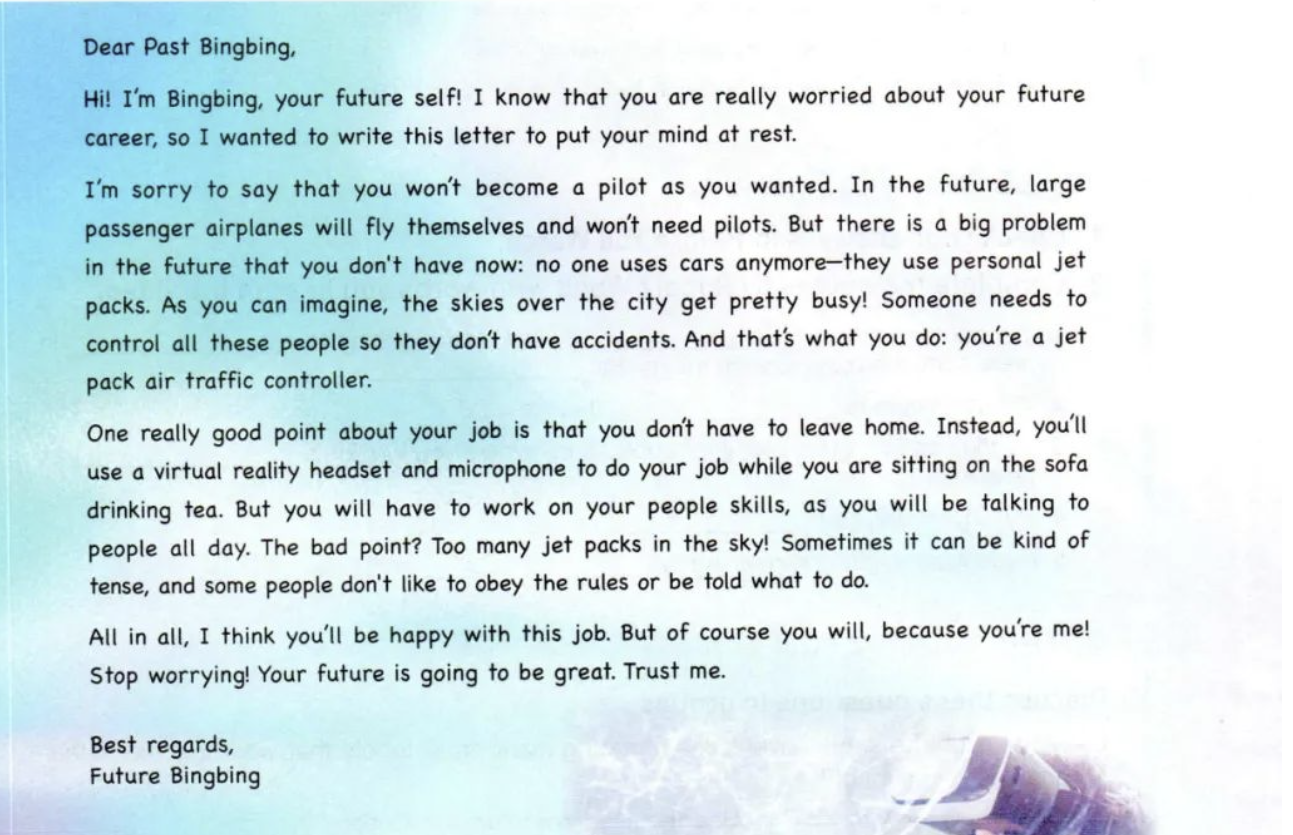 Dear Past Bingbing,
Hi! I'm Bingbing, your future self! I know that you are really worried about your future
career, so I wanted to write this letter to put your mind at rest.
I'm sorry to say that you won't become a pilot as you wanted. In the future, large
passenger airplanes will fly themselves and won't need pilots. But there is a big problem
in the future that you don't have now: no one uses cars anymore—they use personal jet
packs. As you can imagine, the skies over the city get pretty busy! Someone needs to
control all these people so they don't have accidents. And that's what you do: you're a jet
pack air traffic controller.
One really good point about your job is that you don't have to leave home. Instead, you'll
use a virtual reality headset and microphone to do your job while you are sitting on the sofa
drinking tea. But you will have to work on your people skills, as you will be talking to
people all day. The bad point? Too many jet packs in the sky! Sometimes it can be kind of
tense, and some people don't like to obey the rules or be told what to do.
All in all, I think you'll be happy with this job. But of course you will, because you're me!
Stop worrying! Your future is going to be great. Trust me.
Best regards,
Future Bingbing